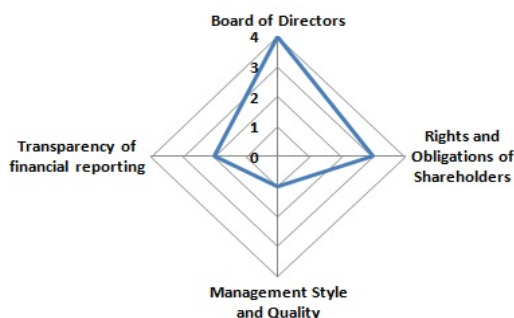 Board of Directors
4
3
2
1
0
Transparency of
financial reporting
Rights and
Obligations of
Shareholders
Management Style
and Quality